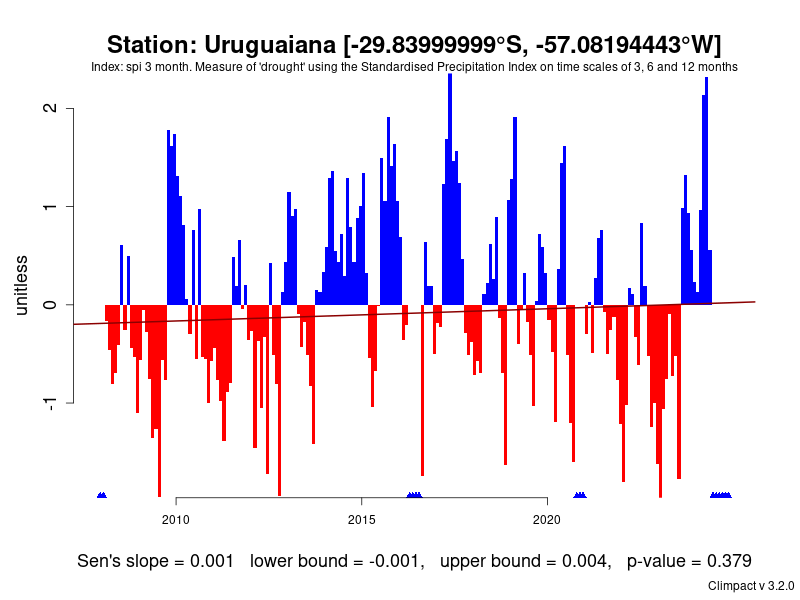 Station: Uruguaiana [-29.83999999°S, -57.08194443°W]
Index: spi 3 month. Measure of 'drought' using the Standardised Precipitation Index on time scales of 3, 6 and 12 months
unitless
2
1
0
-1
2010 2015 2020
Sen's slope = 0.001 lower bound = -0.001, upper bound = 0.004, p-value = 0.379
Climpact v 3.2.0